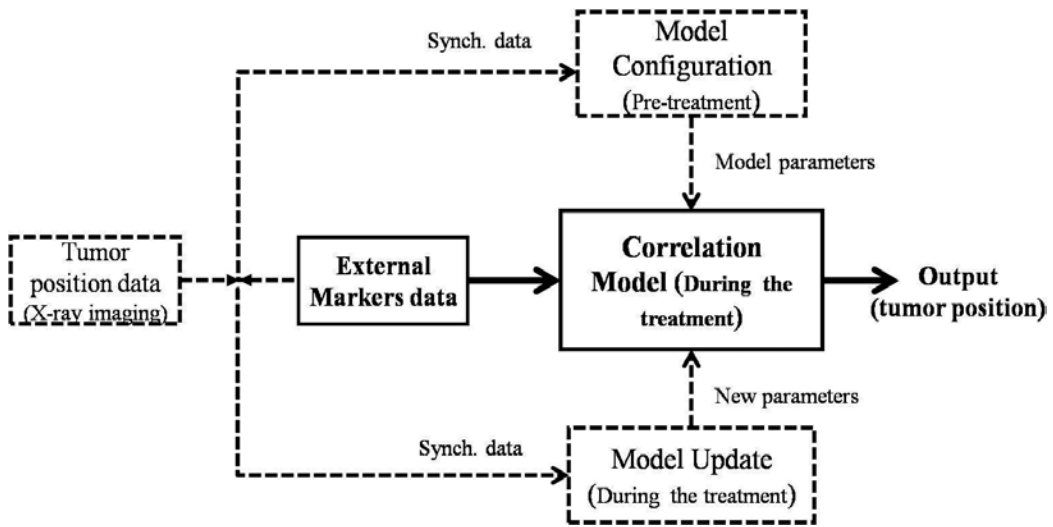 Synch. data
Model
Configuration
(Pre-treatment)
Model parameters
Tumor
position data
(X-ray imaging)
External
Markers data
Correlation
Model (During the
treatment)
Output
(tumor position)
New parameters
Synch. data
Model Update
(During the treatment)